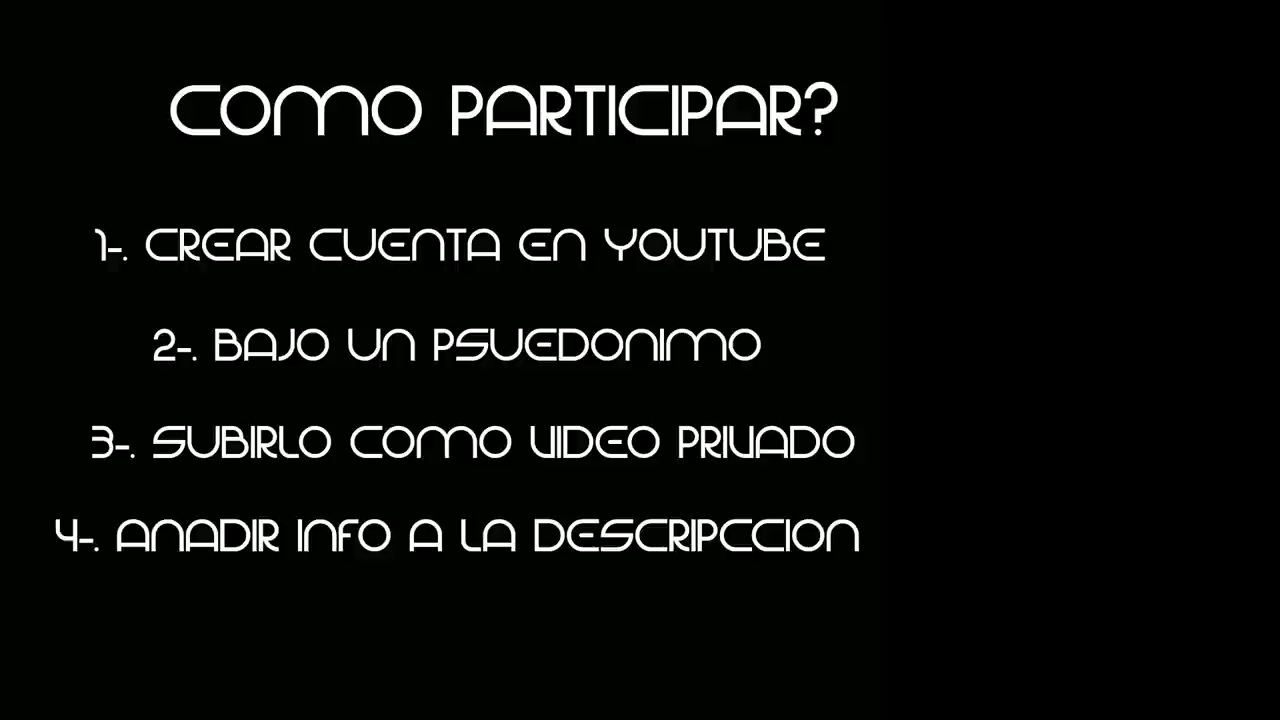 COMO PARTICIPAR?
1-. CREAR CUENTA EN YOUTUBE
2-. BAJO UN PSUEDONIMO
3-. SUBIRLO COMO VIDEO PRIVADO
4-. ANADIR INFO A LA DESCRIPCCION